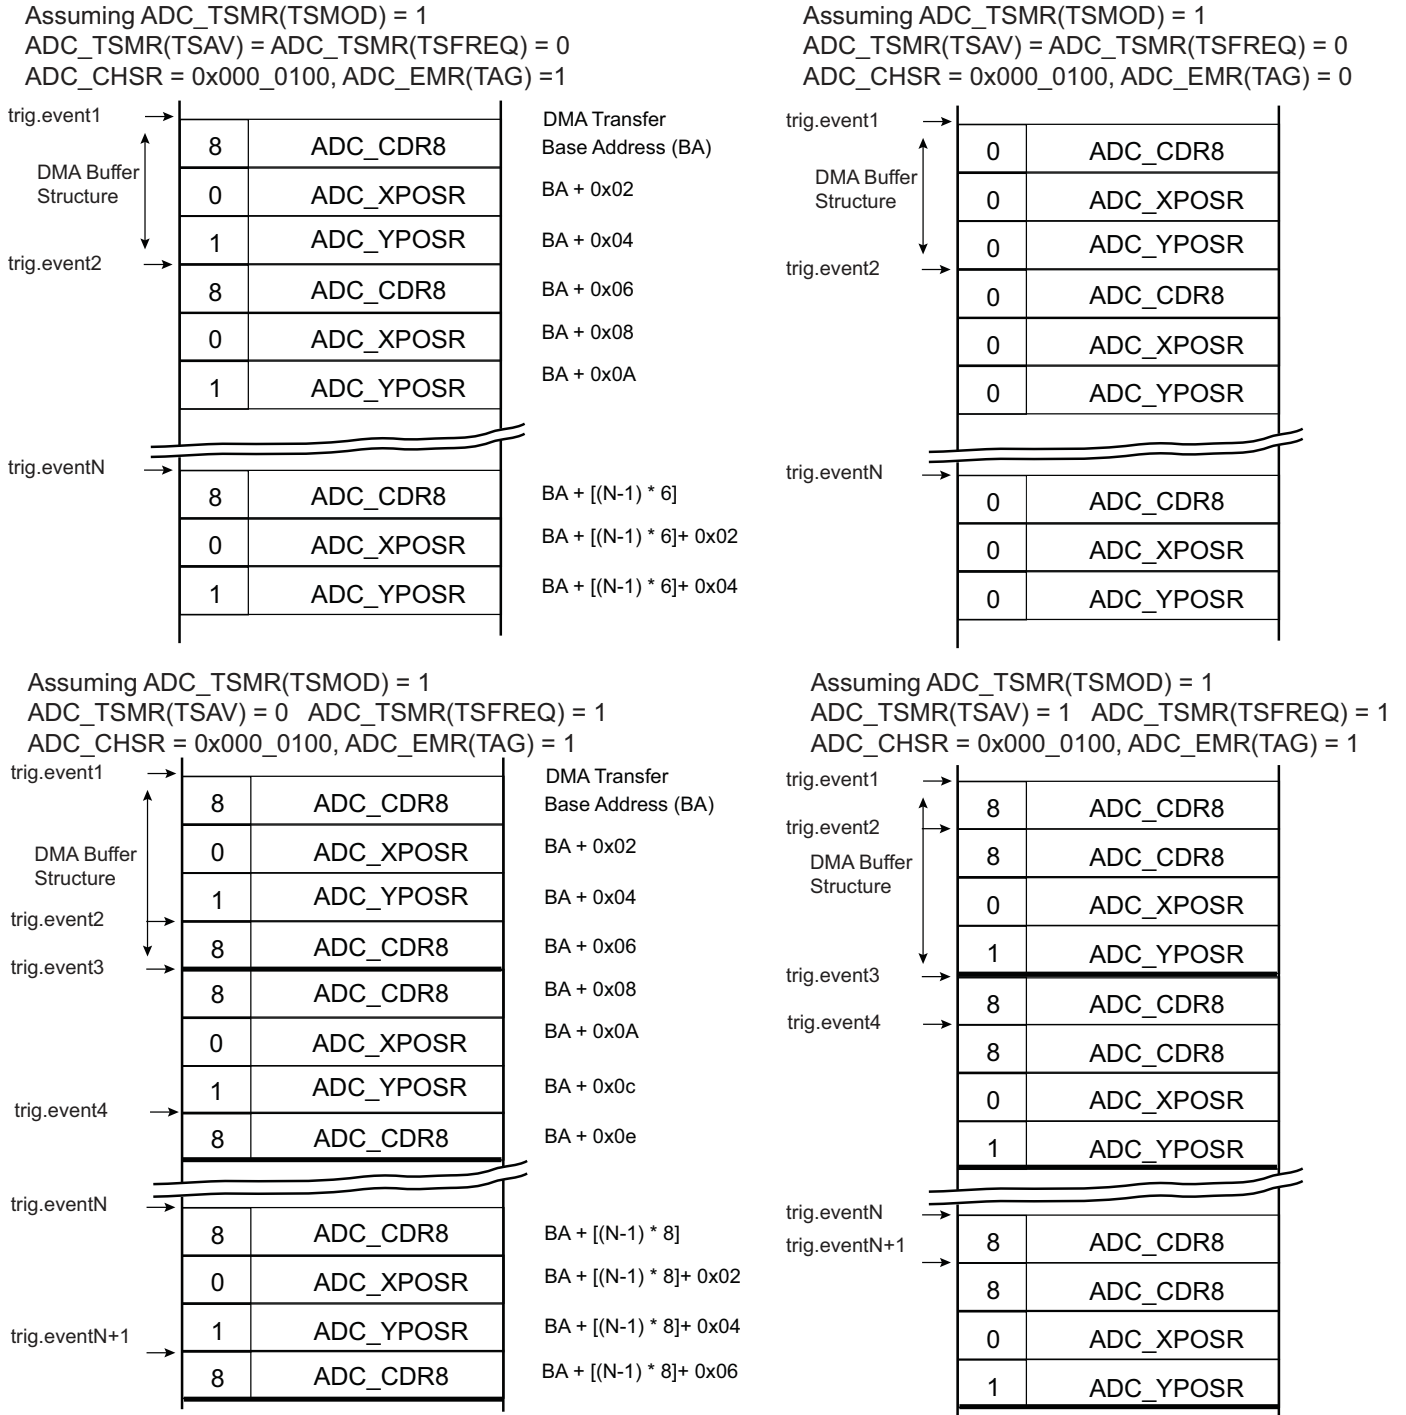 Assuming ADC_TSMR(TSMOD) = 1
ADC_TSMR(TSAV) = ADC_TSMR(TSFREQ) = 0
ADC_CHSR = 0x000_0100, ADC_EMR(TAG) =1
trig.event1
DMA Transfer
8 ADC_CDR8 Base Address (BA)
DMA Buffer
Structure
0 ADC_XPOSR BA + 0x02
1 ADC_YPOSR BA + 0x04
trig.event2
8 ADC_CDR8 BA + 0x06
0 ADC_XPOSR BA + 0x08
1 ADC_YPOSR BA + 0x0A
trig.eventN
8 ADC_CDR8 BA + [(N-1) * 6]
0 ADC_XPOSR BA + [(N-1) * 6]+ 0x02
1 ADC_YPOSR BA + [(N-1) * 6]+ 0x04
Assuming ADC_TSMR(TSMOD) = 1
ADC_TSMR(TSAV) = ADC_TSMR(TSFREQ) = 0
ADC_CHSR = 0x000_0100, ADC_EMR(TAG) = 0
trig.event1
0 ADC_CDR8
DMA Buffer
Structure
0 ADC_XPOSR
0 ADC_YPOSR
trig.event2
0 ADC_CDR8
0 ADC_XPOSR
0 ADC_YPOSR
trig.eventN
0 ADC_CDR8
0 ADC_XPOSR
0 ADC_YPOSR
Assuming ADC_TSMR(TSMOD) = 1
ADC_TSMR(TSAV) = 0 ADC_TSMR(TSFREQ) = 1
ADC_CHSR = 0x000_0100, ADC_EMR(TAG) = 1
trig.event1
DMA Transfer
8 ADC_CDR8 Base Address (BA)
DMA Buffer
Structure
0 ADC_XPOSR BA + 0x02
1 ADC_YPOSR BA + 0x04
trig.event2
8 ADC_CDR8 BA + 0x06
trig.event3
8 ADC_CDR8 BA + 0x08
0 ADC_XPOSR BA + 0x0A
1 ADC_YPOSR BA + 0x0c
trig.event4
8 ADC_CDR8 BA + 0x0e
trig.eventN
8 ADC_CDR8 BA + [(N-1) * 8]
0 ADC_XPOSR BA + [(N-1) * 8]+ 0x02
1 ADC_YPOSR BA + [(N-1) * 8]+ 0x04
trig.eventN+1
8 ADC_CDR8 BA + [(N-1) * 8]+ 0x06
Assuming ADC_TSMR(TSMOD) = 1
ADC_TSMR(TSAV) = 1 ADC_TSMR(TSFREQ) = 1
ADC_CHSR = 0x000_0100, ADC_EMR(TAG) = 1
trig.event1
8 ADC_CDR8
trig.event2
DMA Buffer
Structure
8 ADC_CDR8
0 ADC_XPOSR
1 ADC_YPOSR
trig.event3
8 ADC_CDR8
trig.event4
8 ADC_CDR8
0 ADC_XPOSR
1 ADC_YPOSR
trig.eventN
8 ADC_CDR8
trig.eventN+1
8 ADC_CDR8
0 ADC_XPOSR
1 ADC_YPOSR